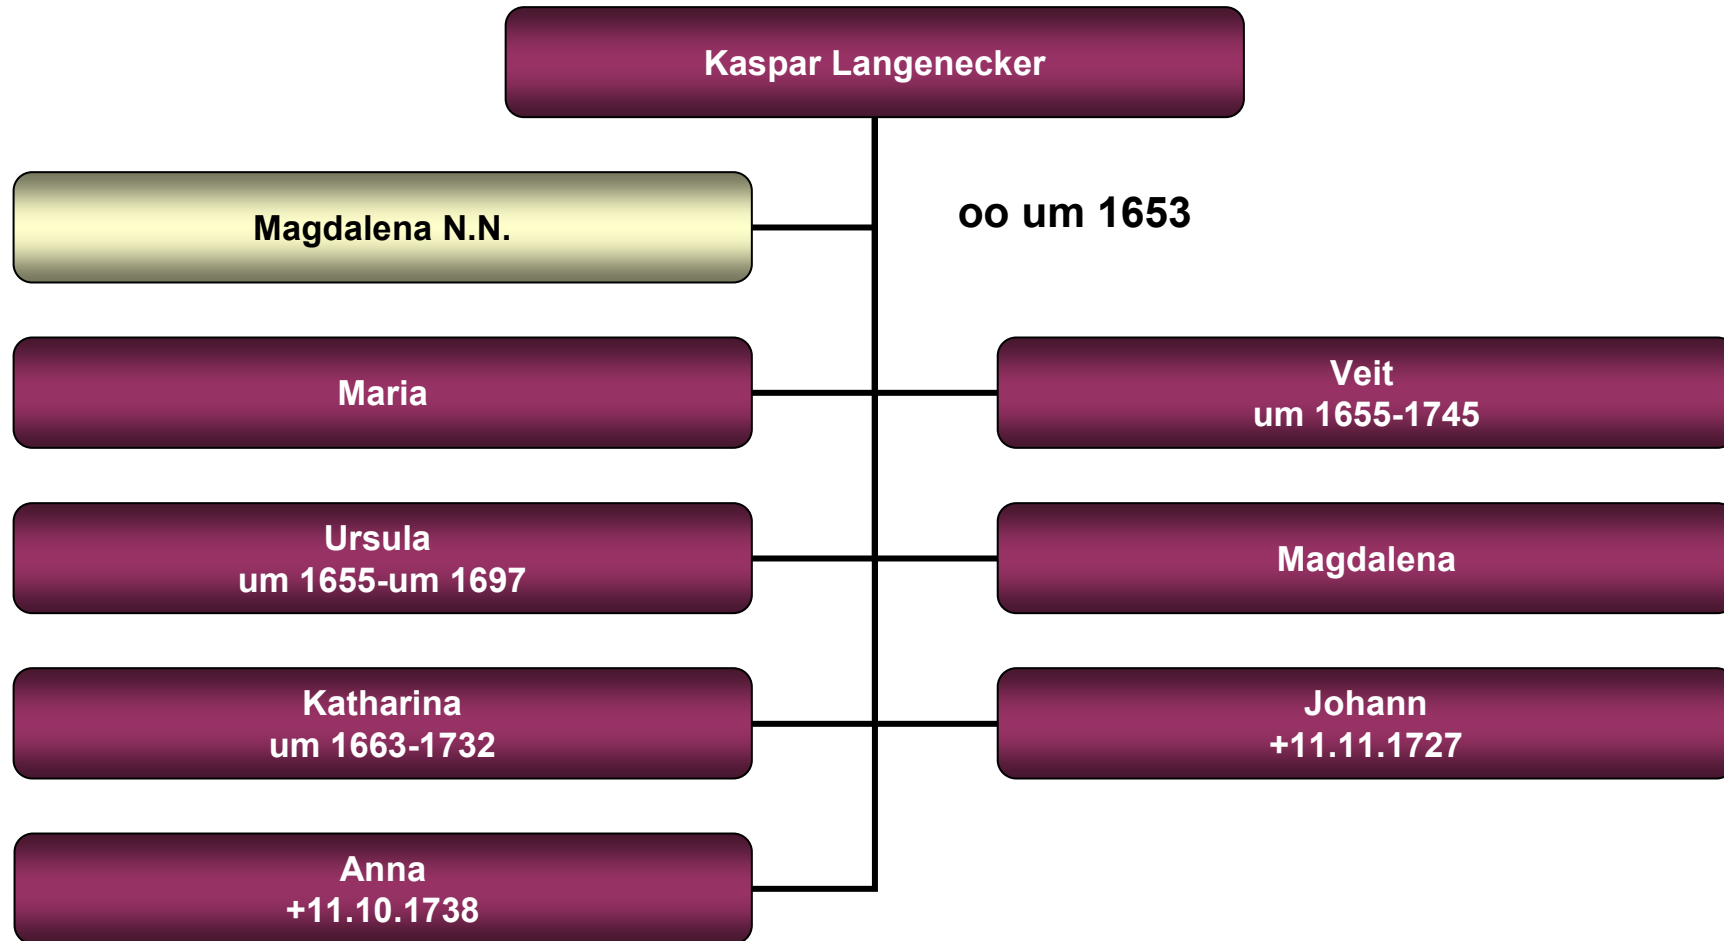 Kaspar Langenecker
Magdalena N.N.
oo um 1653
Maria
Veit
um 1655-1745
Ursula
um 1655-um 1697
Magdalena
Katharina
um 1663-1732
Johann
+11.11.1727
Anna
+11.10.1738